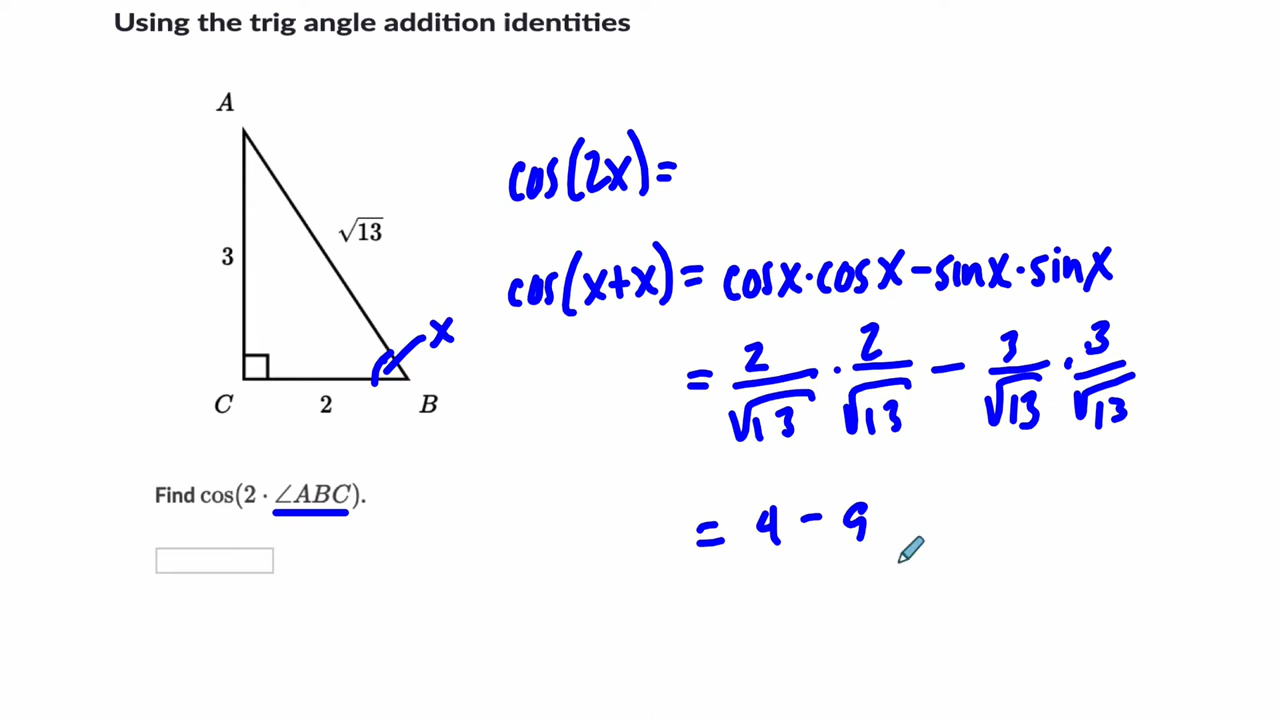 Using the trig angle addition identities
A
3
√13
x
C
2
B
cos(2x)=
cos(x+x)= cosx·cosx-sinx·sinx
= 2/√13 · 2/√13 - 3/√13 · 3/√13
= 4 - 9
Find cos(2 · ∠ABC).